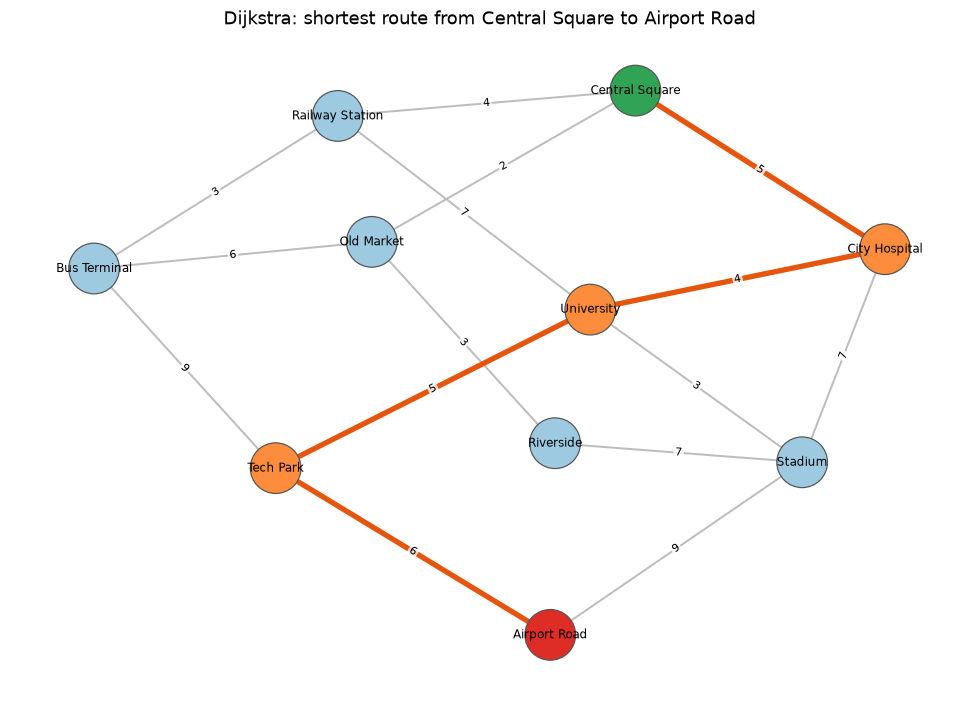 Dijkstra: shortest route from Central Square to Airport Road
Central Square
4
Railway Station
2
5
3
7
Old Market
City Hospital
6
Bus Terminal
4
University
3
7
9
5
3
Riverside
7
Stadium
Tech Park
6
9
Airport Road